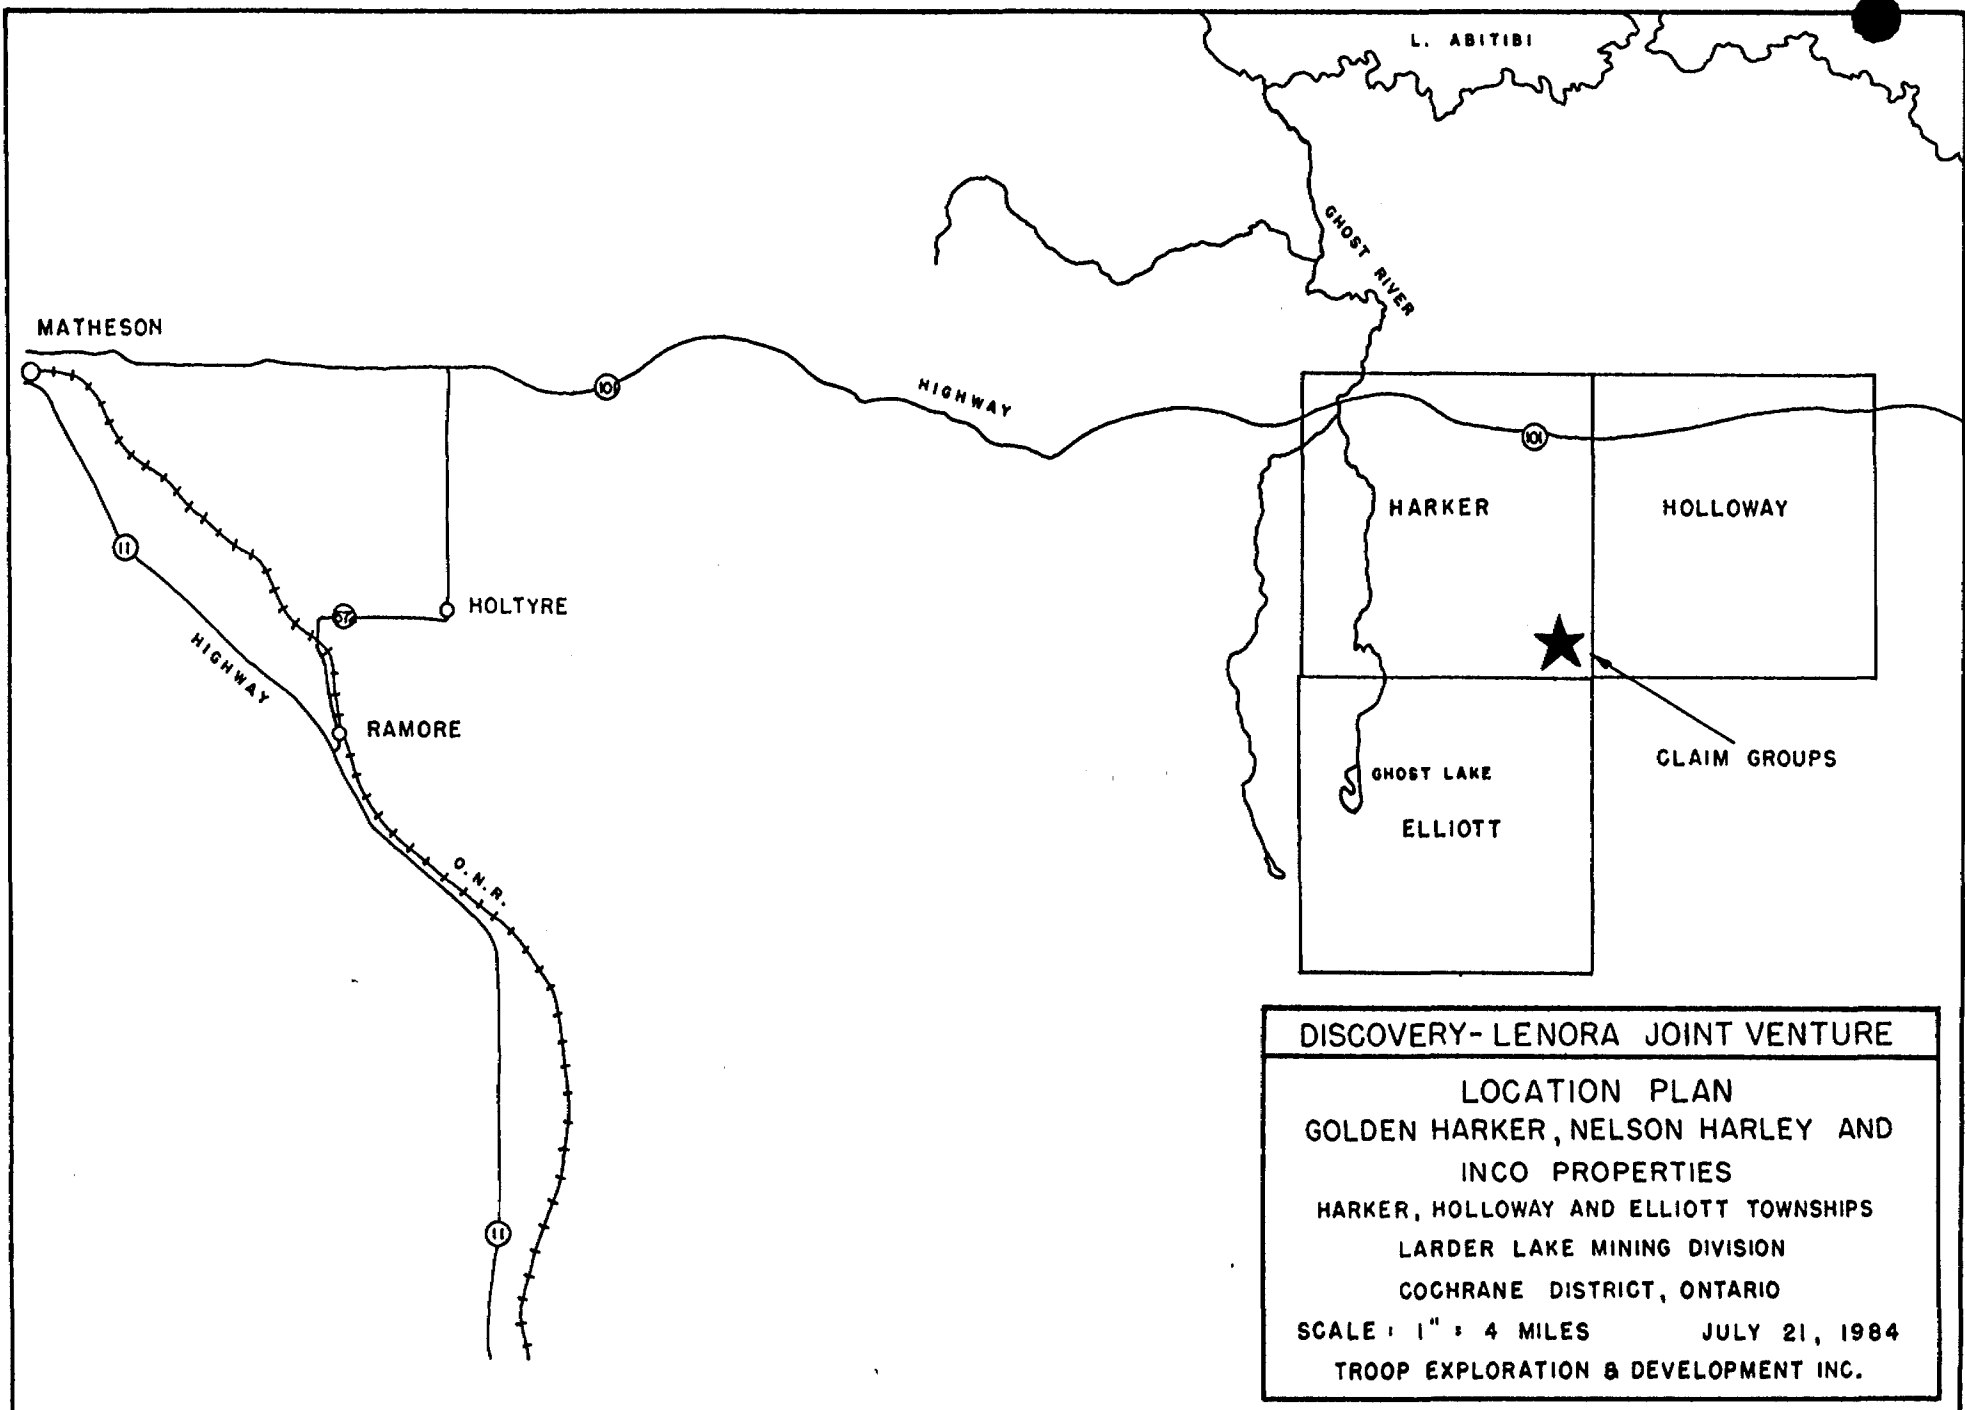 L. ABITIBI
GHOST RIVER
MATHESON
101
HIGHWAY
101
HARKER
HOLLOWAY
11
HOLTYRE
HIGHWAY
RAMORE
CLAIM GROUPS
GHOST LAKE
ELLIOTT
O.N.R.
11
DISCOVERY-LENORA JOINT VENTURE
LOCATION PLAN
GOLDEN HARKER, NELSON HARLEY AND
INCO PROPERTIES
HARKER, HOLLOWAY AND ELLIOTT TOWNSHIPS
LARDER LAKE MINING DIVISION
COCHRANE DISTRICT, ONTARIO
SCALE : 1" = 4 MILES JULY 21, 1984
TROOP EXPLORATION & DEVELOPMENT INC.